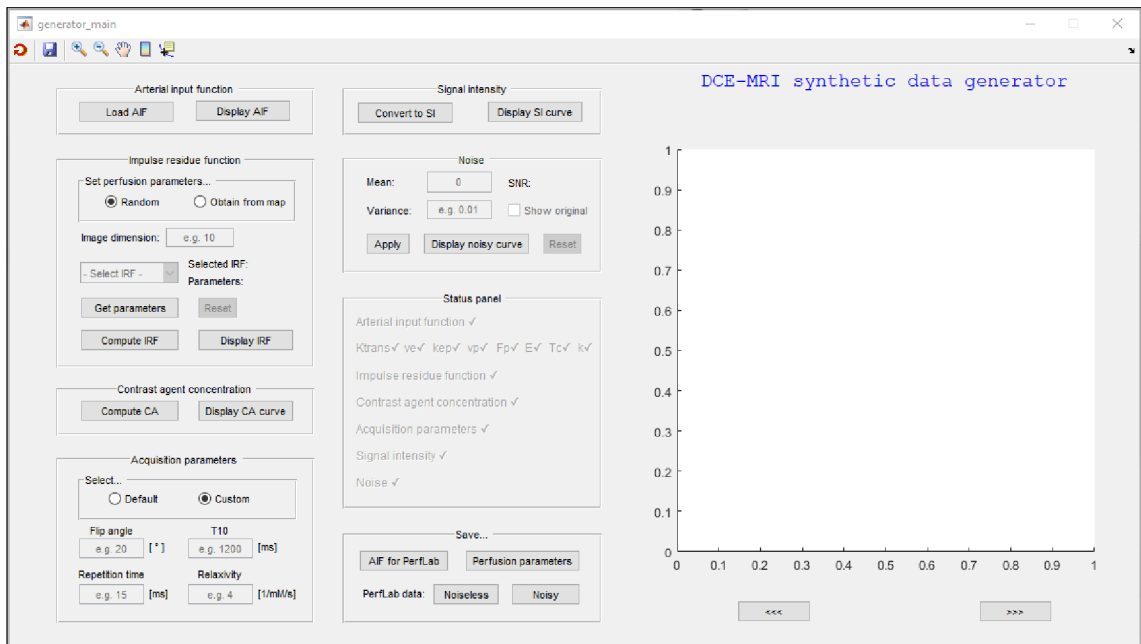 generator_main
DCE-MRI synthetic data generator
Arterial input function
Load AIF
Display AIF
Impulse residue function
Set perfusion parameters...
Random
Obtain from map
Image dimension:
e.g. 10
- Select IRF -
Selected IRF:
Parameters:
Get parameters
Reset
Compute IRF
Display IRF
Contrast agent concentration
Compute CA
Display CA curve
Acquisition parameters
Select...
Default
Custom
Flip angle
T10
e.g. 20
[°]
e.g. 1200
[ms]
Repetition time
Relaxivity
e.g. 15
[ms]
e.g. 4
[1/mM/s]
Signal intensity
Convert to SI
Display SI curve
Noise
Mean:
0
SNR:
Variance:
e.g. 0.01
Show original
Apply
Display noisy curve
Reset
Status panel
Arterial input function ✓
Ktrans✓ ve✓ kep✓ vp✓ Fp✓ E✓ Tc✓ k✓
Impulse residue function ✓
Contrast agent concentration ✓
Acquisition parameters ✓
Signal intensity ✓
Noise ✓
Save...
AIF for PerfLab
Perfusion parameters
PerfLab data:
Noiseless
Noisy
1
0.9
0.8
0.7
0.6
0.5
0.4
0.3
0.2
0.1
0
0 0.1 0.2 0.3 0.4 0.5 0.6 0.7 0.8 0.9 1
<<<
>>>